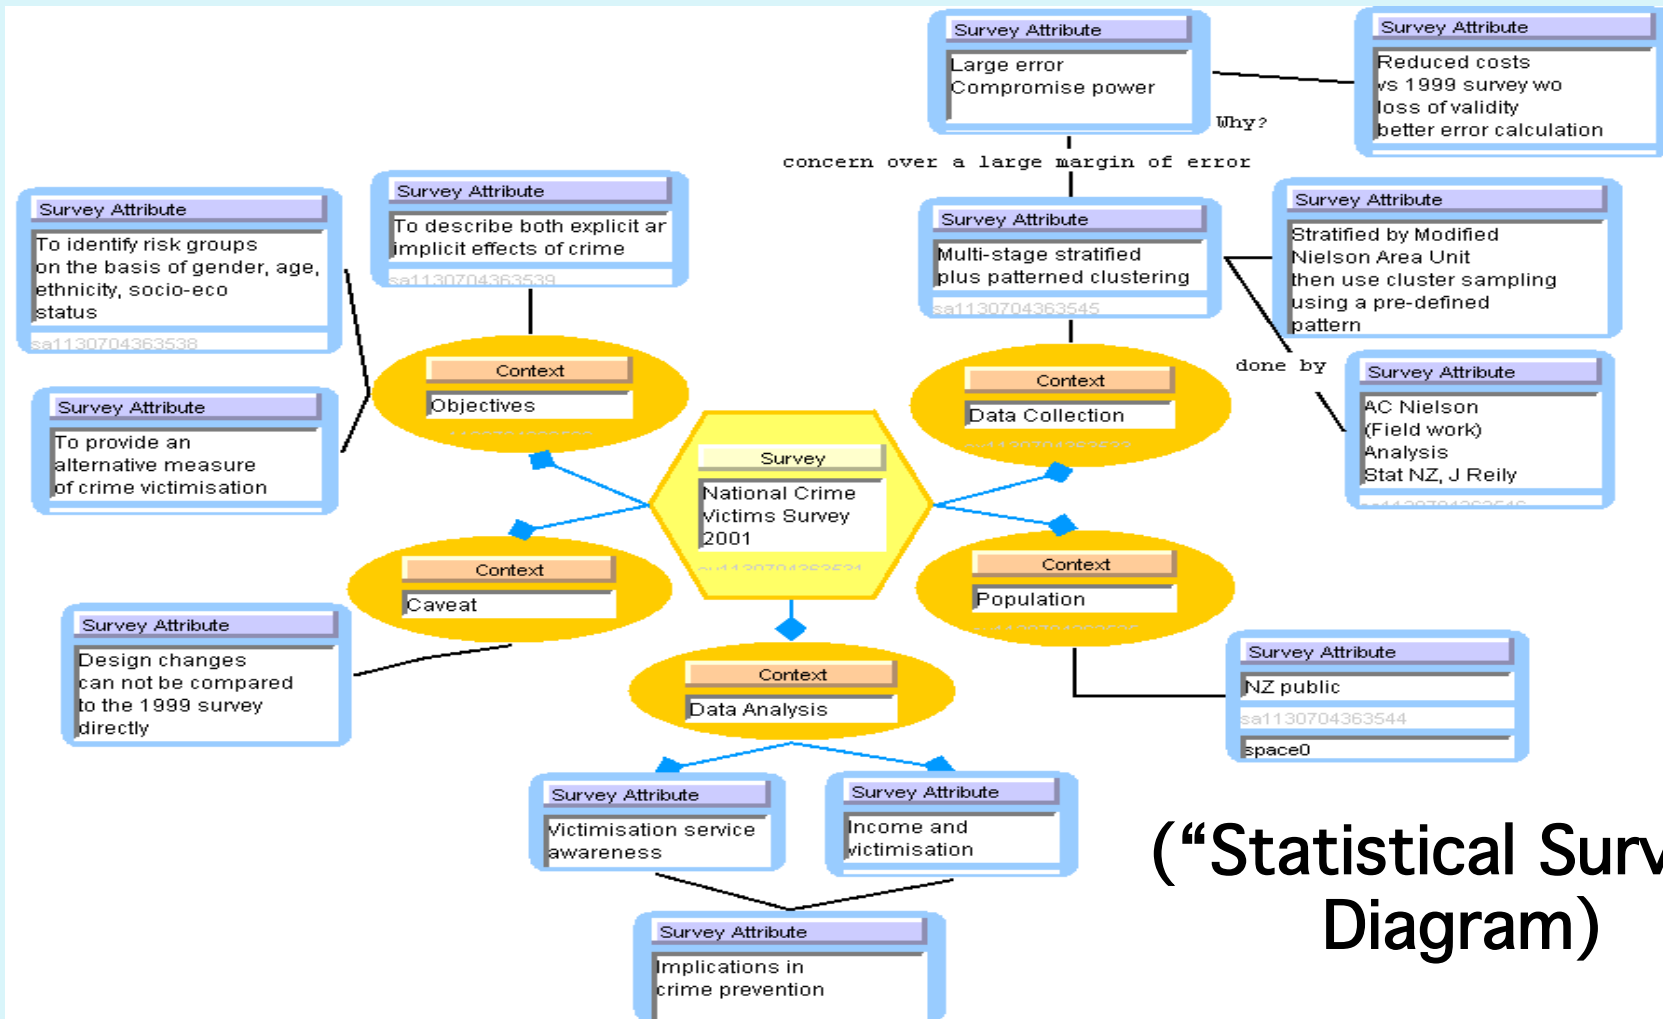 Survey Attribute
Large error
Compromise power
Survey Attribute
Reduced costs
vs 1999 survey wo
loss of validity
better error calculation
Why?
concern over a large margin of error
Survey Attribute
To identify risk groups
on the basis of gender, age,
ethnicity, socio-eco
status
sa1130704363538
Survey Attribute
To describe both explicit ar
implicit effects of crime
sa1130704363539
Survey Attribute
Multi-stage stratified
plus patterned clustering
sa1130704363545
Survey Attribute
Stratified by Modified
Nielson Area Unit
then use cluster sampling
using a pre-defined
pattern
done by
Survey Attribute
AC Nielson
(Field work)
Analysis
Stat NZ, J Reily
Survey Attribute
To provide an
alternative measure
of crime victimisation
Context
Objectives
Context
Data Collection
Survey
National Crime
Victims Survey
2001
Context
Caveat
Context
Population
Survey Attribute
Design changes
can not be compared
to the 1999 survey
directly
Context
Data Analysis
Survey Attribute
NZ public
sa1130704363544
space0
Survey Attribute
Victimisation service
awareness
Survey Attribute
Income and
victimisation
Survey Attribute
Implications in
crime prevention
(“Statistical Surv
Diagram)